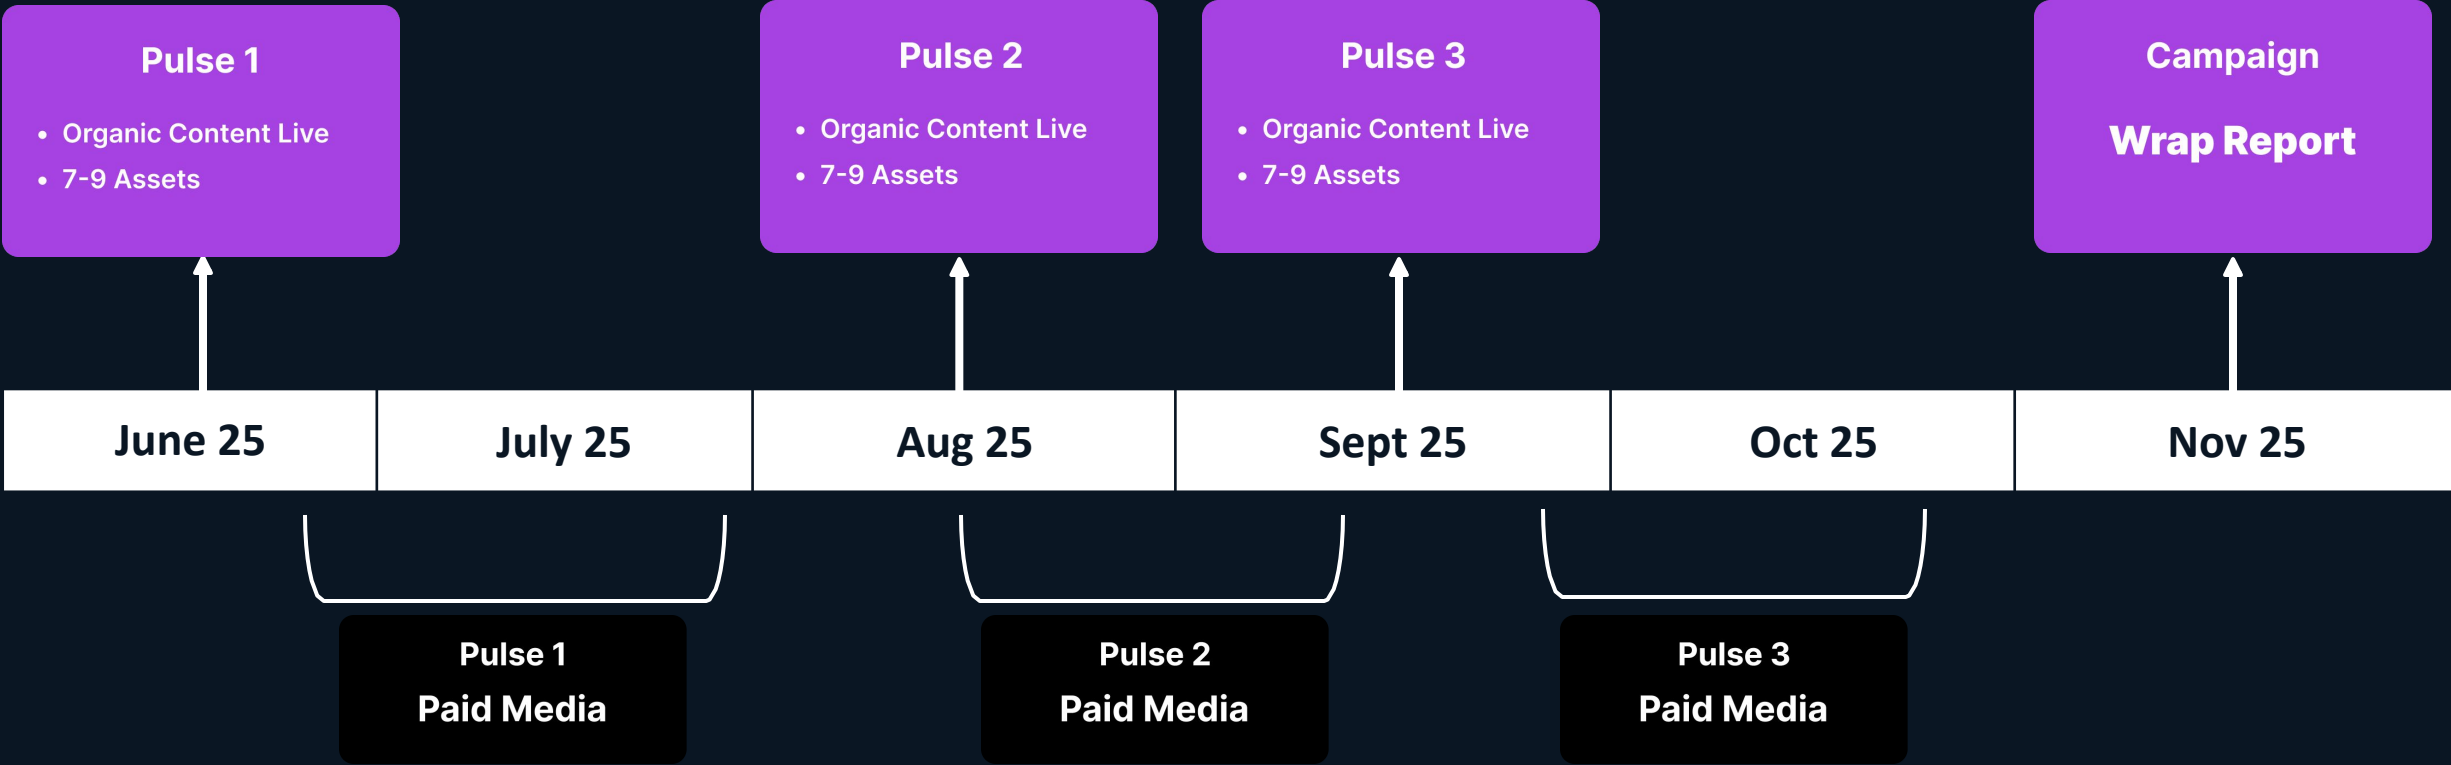 Pulse 1
• Organic Content Live
• 7-9 Assets
Pulse 2
• Organic Content Live
• 7-9 Assets
Pulse 3
• Organic Content Live
• 7-9 Assets
Campaign
Wrap Report
June 25
July 25
Aug 25
Sept 25
Oct 25
Nov 25
Pulse 1
Paid Media
Pulse 2
Paid Media
Pulse 3
Paid Media